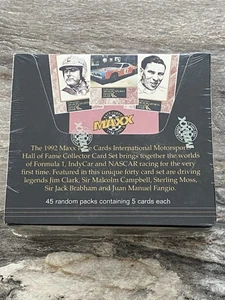 MAXX
The 1992 Maxx Race Cards International Motorsports
Hall of Fame Collector Card Set brings together the worlds
of Formula 1, IndyCar and NASCAR racing for the very
first time. Featured in this unique forty card set are driving
legends Jim Clark, Sir Malcolm Campbell, Sterling Moss,
Sir Jack Brabham and Juan Manuel Fangio.
45 random packs containing 5 cards each